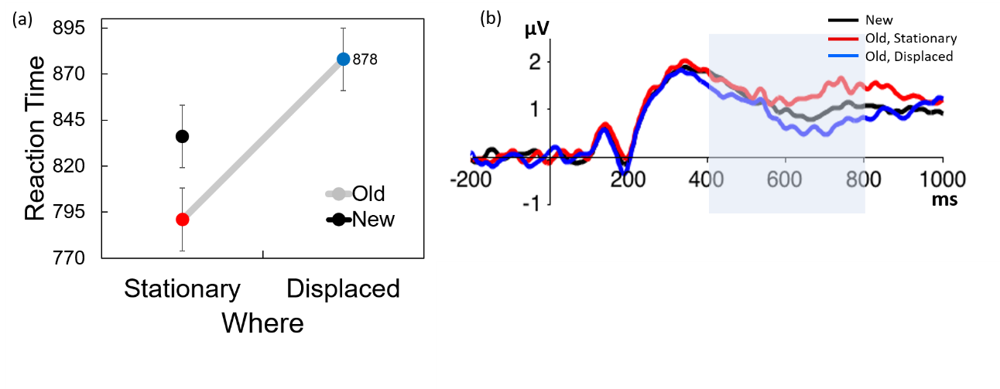 (a)
895
870
845
820
795
770
Reaction Time
878
Old
New
Stationary Displaced
Where
(b)
μV
2
1
-1
-200 200 400 600 800 1000
ms
New
Old, Stationary
Old, Displaced